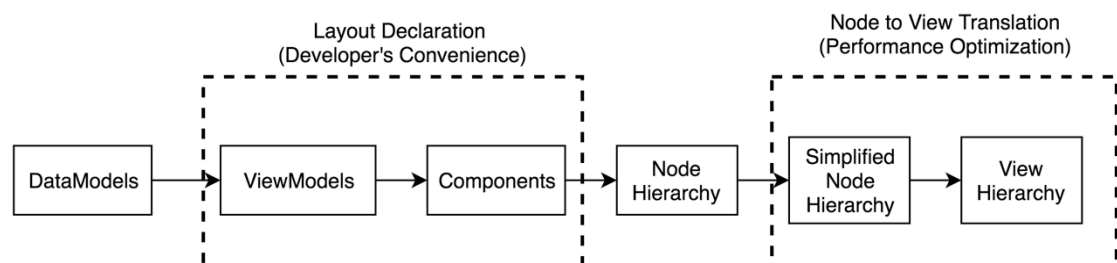 Layout Declaration
(Developer's Convenience)
Node to View Translation
(Performance Optimization)
DataModels
ViewModels
Components
Node
Hierarchy
Simplified
Node
Hierarchy
View
Hierarchy